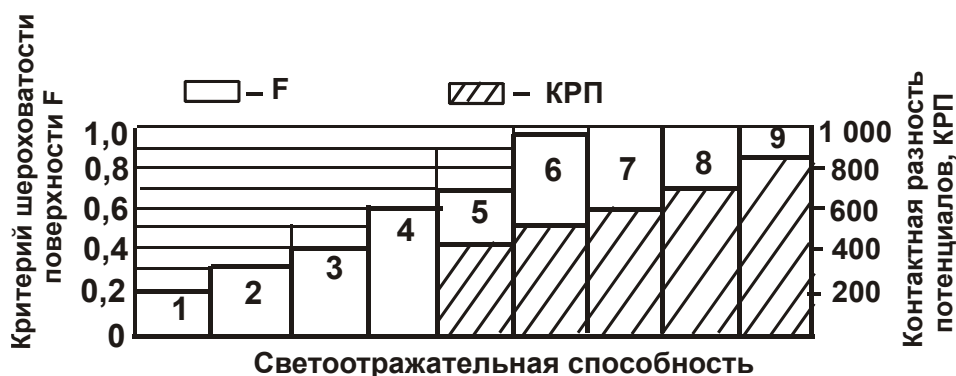 Критерий шероховатости
поверхности F
– F
– КРП
1,0
0,8
0,6
0,4
0,2
0
1
2
3
4
5
6
7
8
9
1 000
800
600
400
200
Контактная разность
потенциалов, КРП
Светоотражательная способность